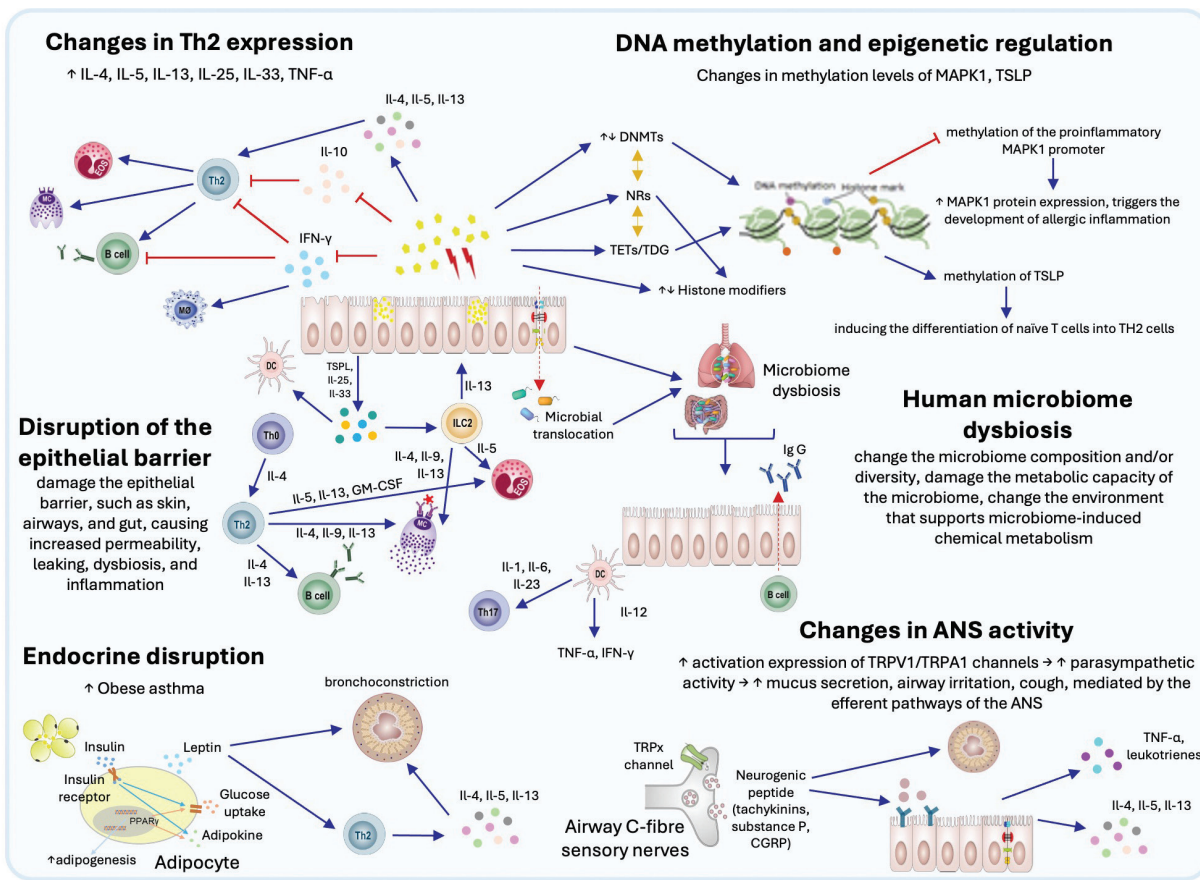 Changes in Th2 expression
↑ IL-4, IL-5, IL-13, IL-25, IL-33, TNF-α
Il-4, Il-5, Il-13
Il-10
EOS
Th2
MC
B cell
IFN-γ
MØ
DNA methylation and epigenetic regulation
Changes in methylation levels of MAPK1, TSLP
↑↓ DNMTs
NRs
TETs/TDG
↑↓ Histone modifiers
DNA methylation
Histone mark
methylation of the proinflammatory
MAPK1 promoter
↑ MAPK1 protein expression, triggers the
development of allergic inflammation
methylation of TSLP
inducing the differentiation of naïve T cells into TH2 cells
Disruption of the
epithelial barrier
damage the epithelial
barrier, such as skin,
airways, and gut, causing
increased permeability,
leaking, dysbiosis, and
inflammation
DC
TSPL,
Il-25,
Il-33
Il-13
ILC2
Th0
Il-4
Il-4, Il-9,
Il-13
Il-5
EOS
Il-5, Il-13, GM-CSF
Th2
Il-4, Il-9, Il-13
MC
Il-4
Il-13
B cell
Microbial
translocation
Microbiome
dysbiosis
Human microbiome
dysbiosis
change the microbiome composition and/or
diversity, damage the metabolic capacity of
the microbiome, change the environment
that supports microbiome-induced
chemical metabolism
Ig G
B cell
Il-1, Il-6,
Il-23
DC
Th17
Il-12
TNF-α, IFN-γ
Endocrine disruption
↑ Obese asthma
bronchoconstriction
Insulin
Leptin
Insulin
receptor
Glucose
uptake
PPARγ
Adipokine
↑adipogenesis
Adipocyte
Th2
Il-4, Il-5, Il-13
Changes in ANS activity
↑ activation expression of TRPV1/TRPA1 channels → ↑ parasympathetic
activity → ↑ mucus secretion, airway irritation, cough, mediated by the
efferent pathways of the ANS
TRPx
channel
Neurogenic
peptide
(tachykinins,
substance P,
CGRP)
Airway C-fibre
sensory nerves
TNF-α,
leukotrienes
Il-4, Il-5, Il-13